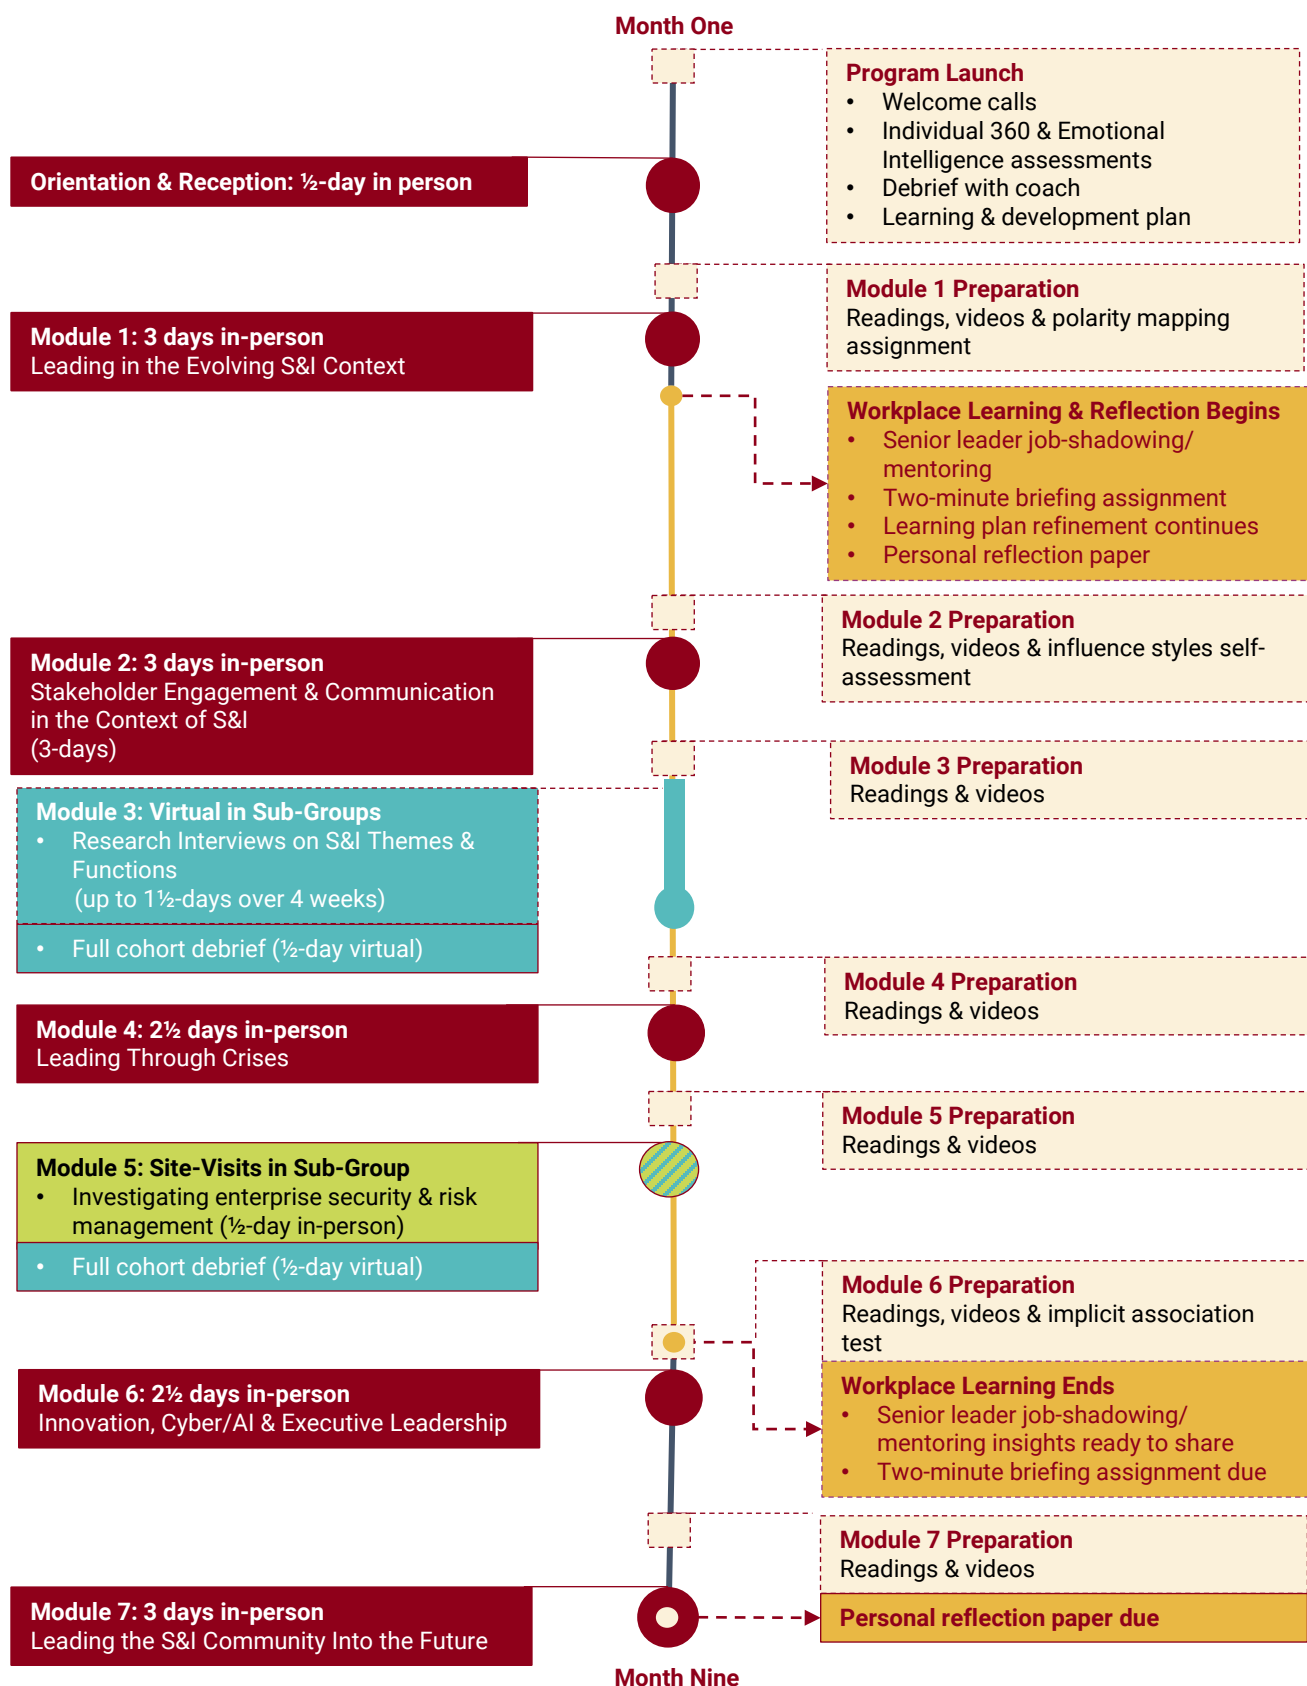 Month One
Program Launch
• Welcome calls
• Individual 360 & Emotional
Intelligence assessments
• Debrief with coach
• Learning & development plan
Orientation & Reception: ½-day in person
Module 1 Preparation
Readings, videos & polarity mapping
assignment
Module 1: 3 days in-person
Leading in the Evolving S&I Context
Workplace Learning & Reflection Begins
• Senior leader job-shadowing/
mentoring
• Two-minute briefing assignment
• Learning plan refinement continues
• Personal reflection paper
Module 2 Preparation
Readings, videos & influence styles self-
assessment
Module 2: 3 days in-person
Stakeholder Engagement & Communication
in the Context of S&I
(3-days)
Module 3 Preparation
Readings & videos
Module 3: Virtual in Sub-Groups
• Research Interviews on S&I Themes &
Functions
(up to 1½-days over 4 weeks)
• Full cohort debrief (½-day virtual)
Module 4 Preparation
Readings & videos
Module 4: 2½ days in-person
Leading Through Crises
Module 5 Preparation
Readings & videos
Module 5: Site-Visits in Sub-Group
• Investigating enterprise security & risk
management (½-day in-person)
• Full cohort debrief (½-day virtual)
Module 6 Preparation
Readings, videos & implicit association
test
Module 6: 2½ days in-person
Innovation, Cyber/AI & Executive Leadership
Workplace Learning Ends
• Senior leader job-shadowing/
mentoring insights ready to share
• Two-minute briefing assignment due
Module 7 Preparation
Readings & videos
Module 7: 3 days in-person
Leading the S&I Community Into the Future
Personal reflection paper due
Month Nine